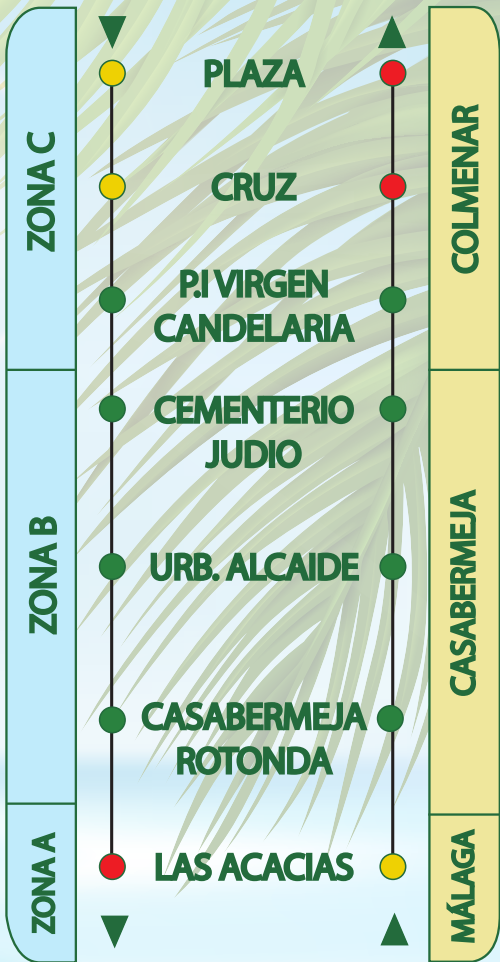 ZONA C
PLAZA
COLMENAR
CRUZ
P.I VIRGEN
CANDELARIA
ZONA B
CEMENTERIO
JUDIO
CASABERMEJA
URB. ALCAIDE
CASABERMEJA
ROTONDA
ZONA A
LAS ACACIAS
MÁLAGA